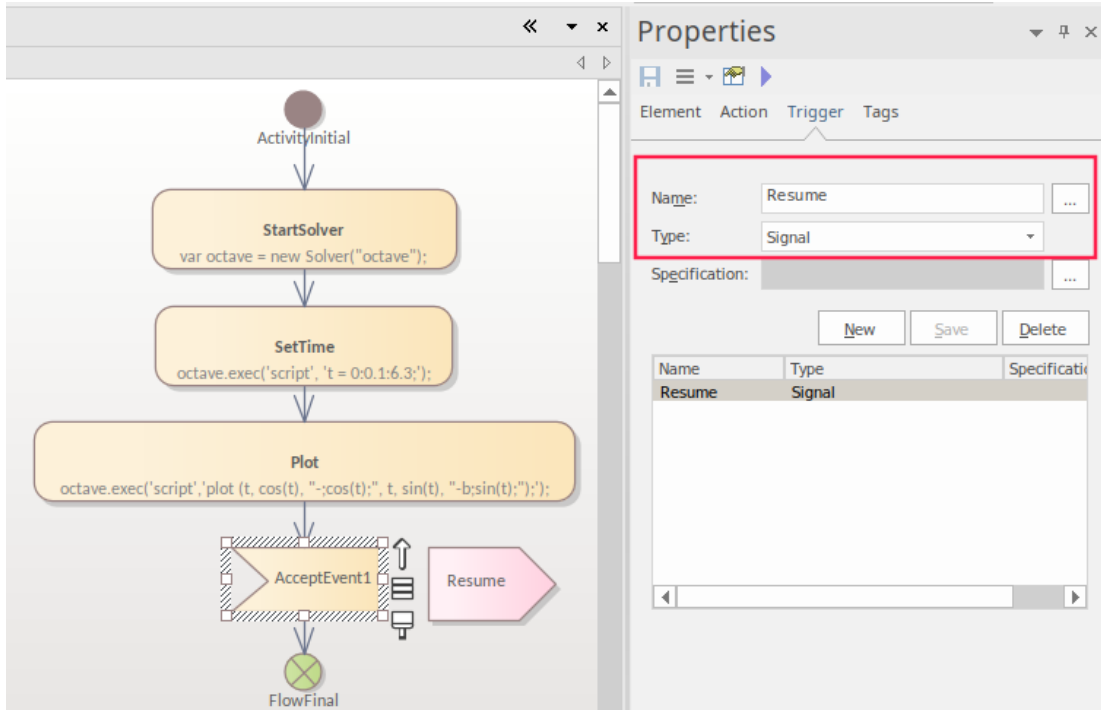 ActivityInitial
StartSolver
var octave = new Solver("octave");
SetTime
octave.exec('script', 't = 0:0.1:6.3;');
Plot
octave.exec('script','plot (t, cos(t), "-;cos(t);", t, sin(t), "-b;sin(t);");');
AcceptEvent1
Resume
FlowFinal
Properties
Element Action Trigger Tags
Name: Resume ...
Type: Signal
Specification: ...
New Save Delete
Name Type Specificatio
Resume Signal